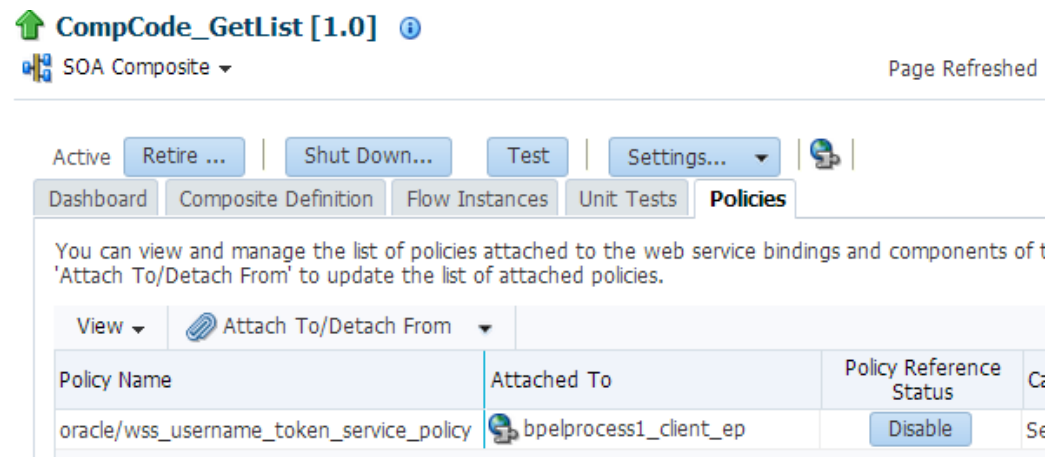 CompCode_GetList [1.0]
SOA Composite
Page Refreshed
Active Retire ... Shut Down... Test Settings...
Dashboard Composite Definition Flow Instances Unit Tests Policies
You can view and manage the list of policies attached to the web service bindings and components of t
'Attach To/Detach From' to update the list of attached policies.
View Attach To/Detach From
Policy Name Attached To Policy Reference Status Ca
oracle/wss_username_token_service_policy bpelprocess1_client_ep Disable Se